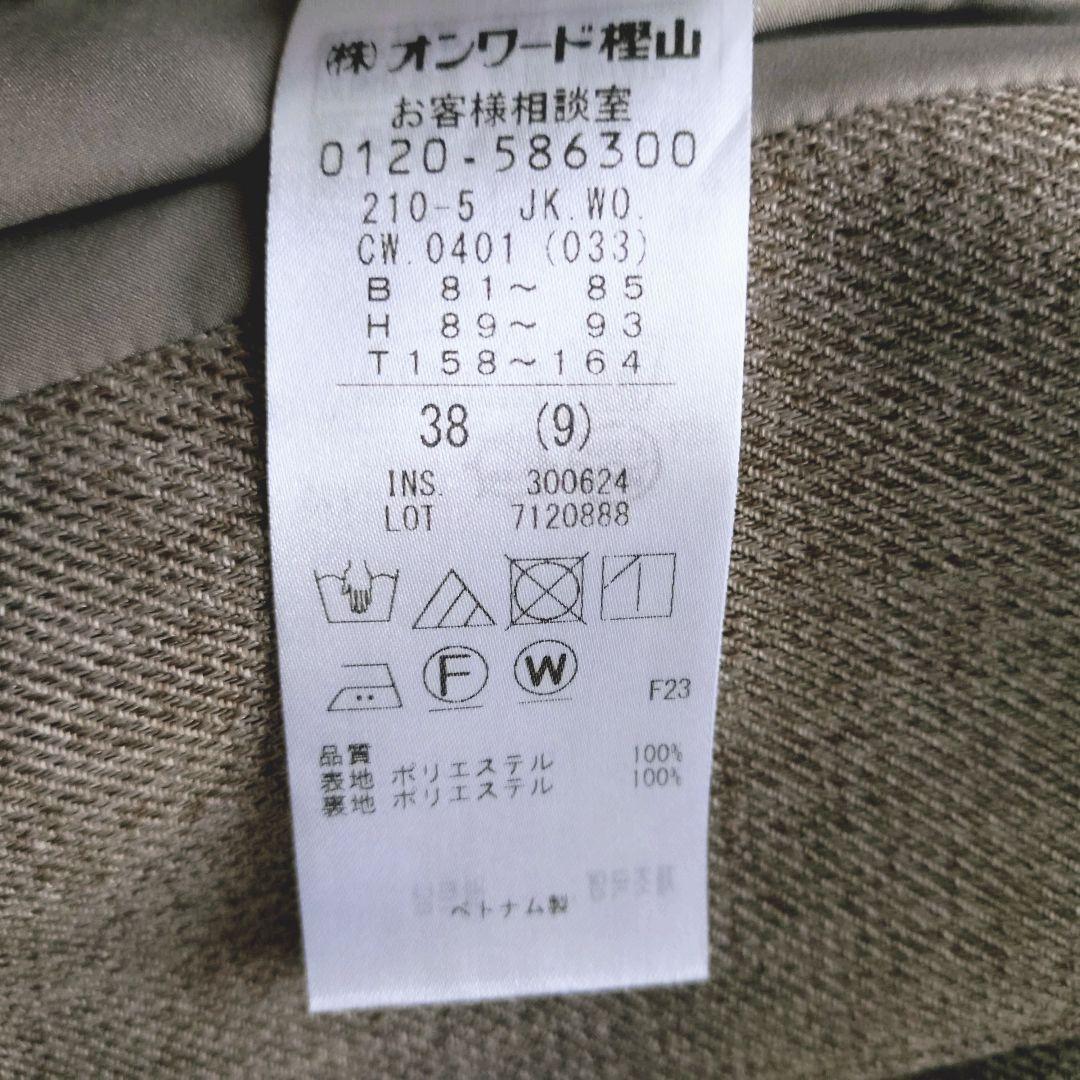 ㈱オンワード樫山
お客様相談室
0120-586300
210-5 JK.WO.
CW.0401 (033)
B 81～ 85
H 89～ 93
T158～164
38 (9)
INS. 300624
LOT 7120888
F W F23
品質
表地 ポリエステル 100%
裏地 ポリエステル 100%
ベトナム製